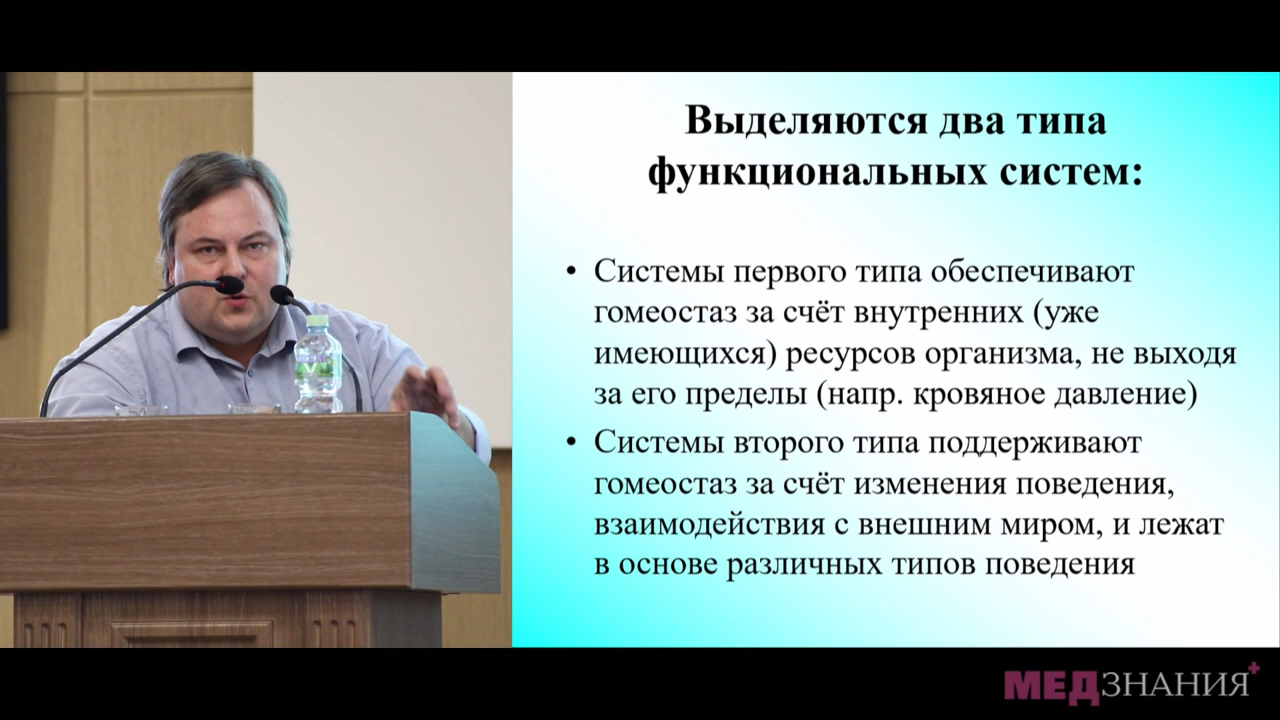 Выделяются два типа
функциональных систем:
• Системы первого типа обеспечивают
гомеостаз за счёт внутренних (уже
имеющихся) ресурсов организма, не выходя
за его пределы (напр. кровяное давление)
• Системы второго типа поддерживают
гомеостаз за счёт изменения поведения,
взаимодействия с внешним миром, и лежат
в основе различных типов поведения
МЕДЗНАНИЯ+